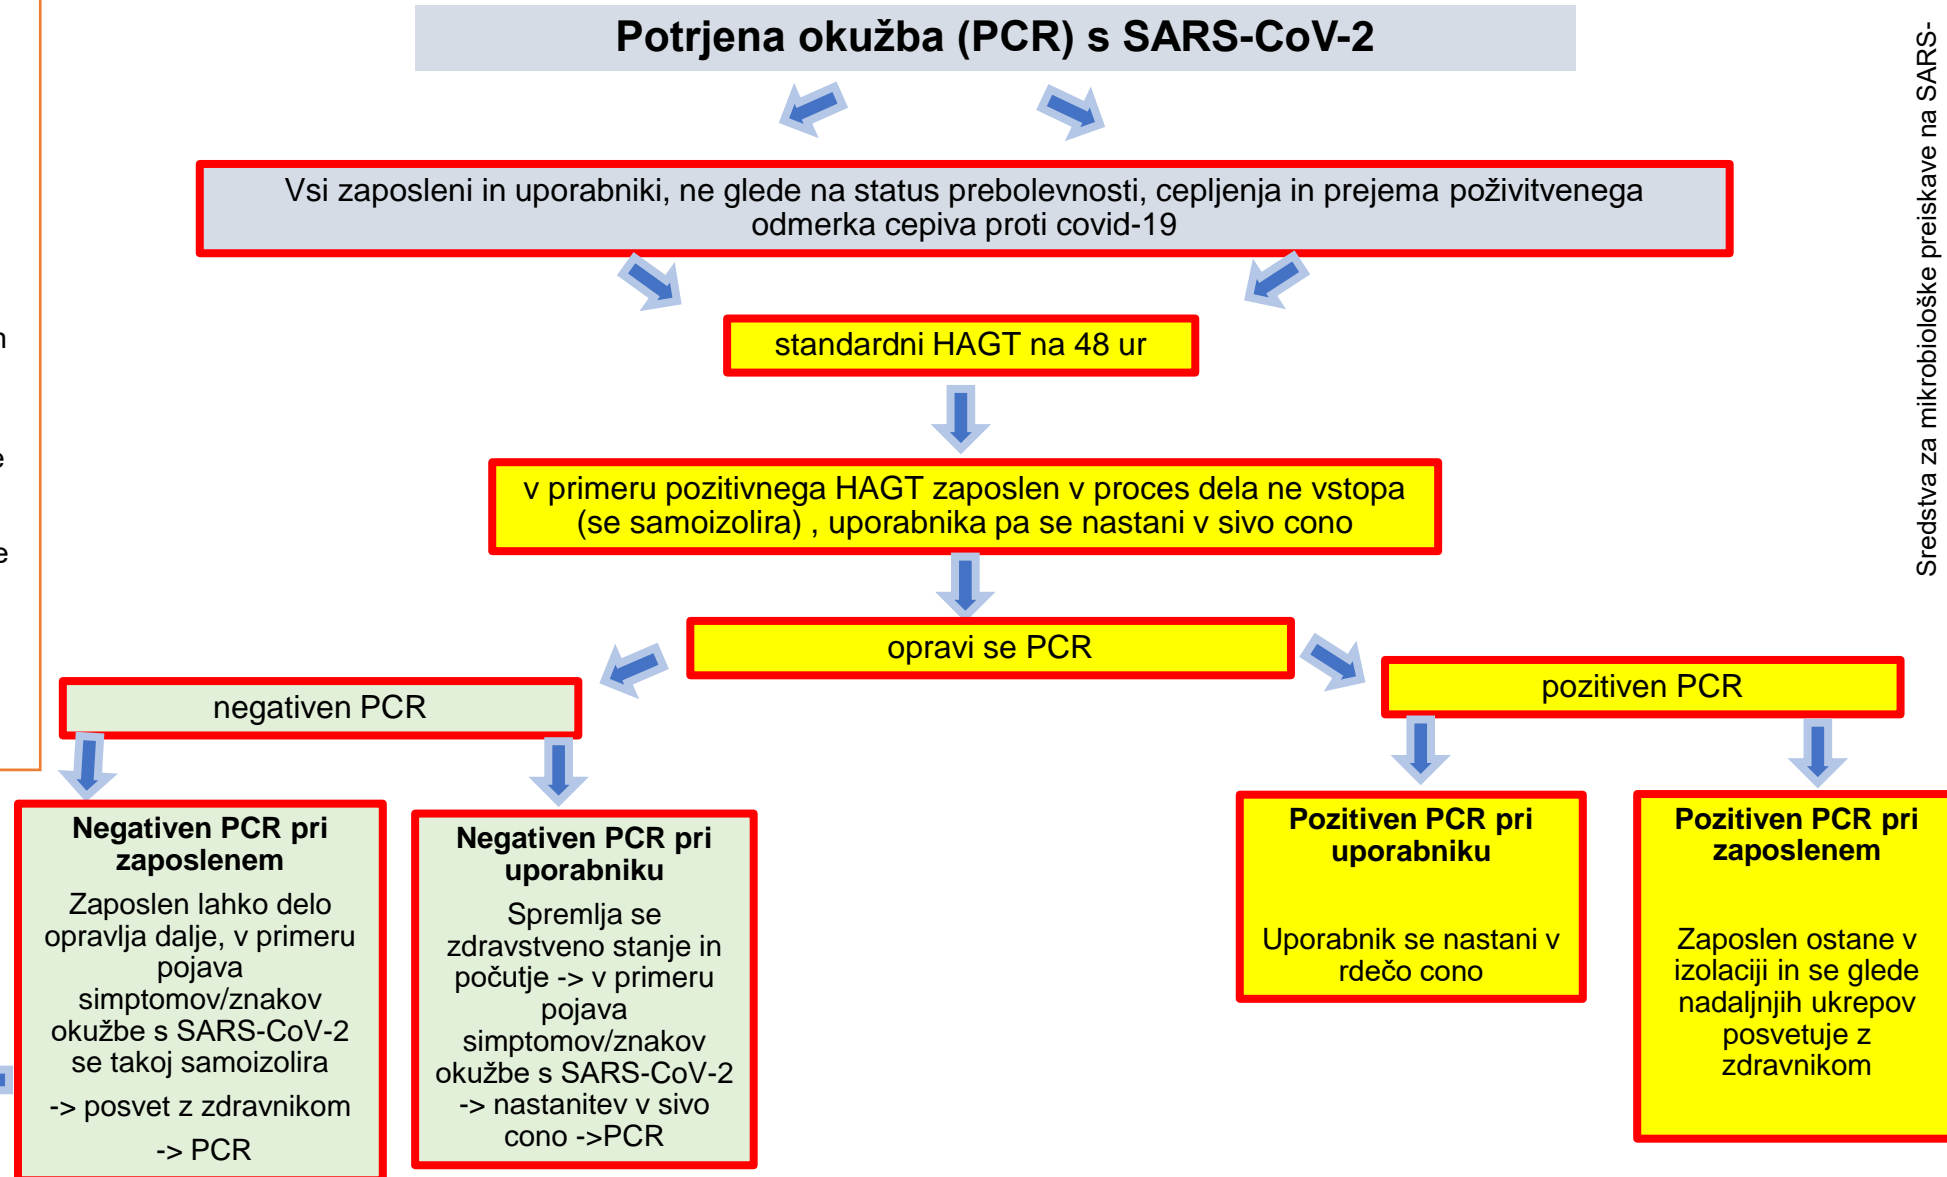 Potrjena okužba (PCR) s SARS-CoV-2
Vsi zaposleni in uporabniki, ne glede na status prebolevnosti, cepljenja in prejema poživitvenega
odmerka cepiva proti covid-19
standardni HAGT na 48 ur
v primeru pozitivnega HAGT zaposlen v proces dela ne vstopa
(se samoizolira) , uporabnika pa se nastani v sivo cono
opravi se PCR
negativen PCR
pozitiven PCR
Negativen PCR pri
zaposlenem
Zaposlen lahko delo
opravlja dalje, v primeru
pojava
simptomov/znakov
okužbe s SARS-CoV-2
se takoj samoizolira
-> posvet z zdravnikom
-> PCR
Negativen PCR pri
uporabniku
Spremlja se
zdravstveno stanje in
počutje -> v primeru
pojava
simptomov/znakov
okužbe s SARS-CoV-2
-> nastanitev v sivo
cono ->PCR
Pozitiven PCR pri
uporabniku
Uporabnik se nastani v
rdečo cono
Pozitiven PCR pri
zaposlenem
Zaposlen ostane v
izolaciji in se glede
nadaljnjih ukrepov
posvetuje z
zdravnikom
Sredstva za mikrobiološke preiskave na SARS-